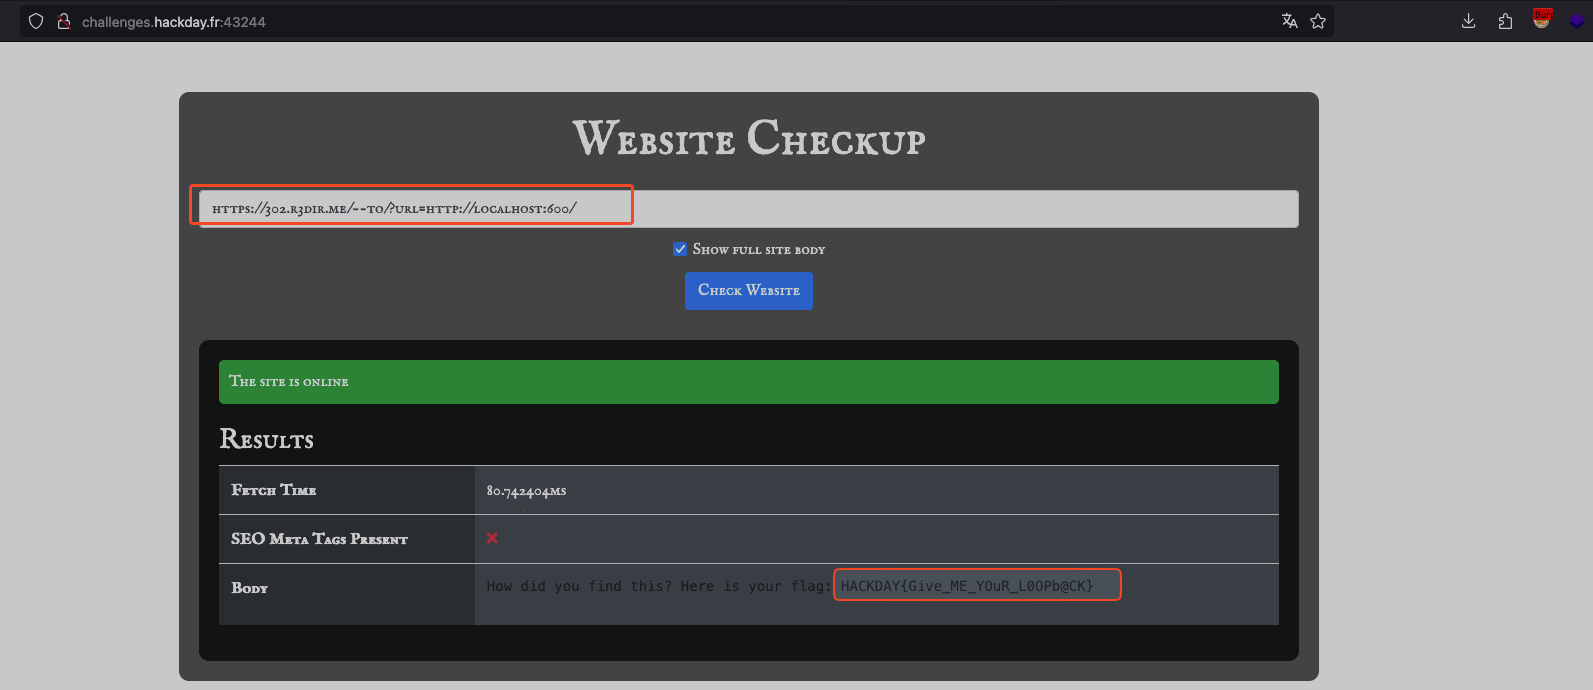 challenges.hackday.fr:43244
Website Checkup
https://302.r3dir.me/--to/?url=http://localhost:600/
Show full site body
Check Website
The site is online
Results
Fetch Time 80.742404ms
SEO Meta Tags Present
Body How did you find this? Here is your flag: HACKDAY{Give_ME_YOuR_L0OPb@CK}